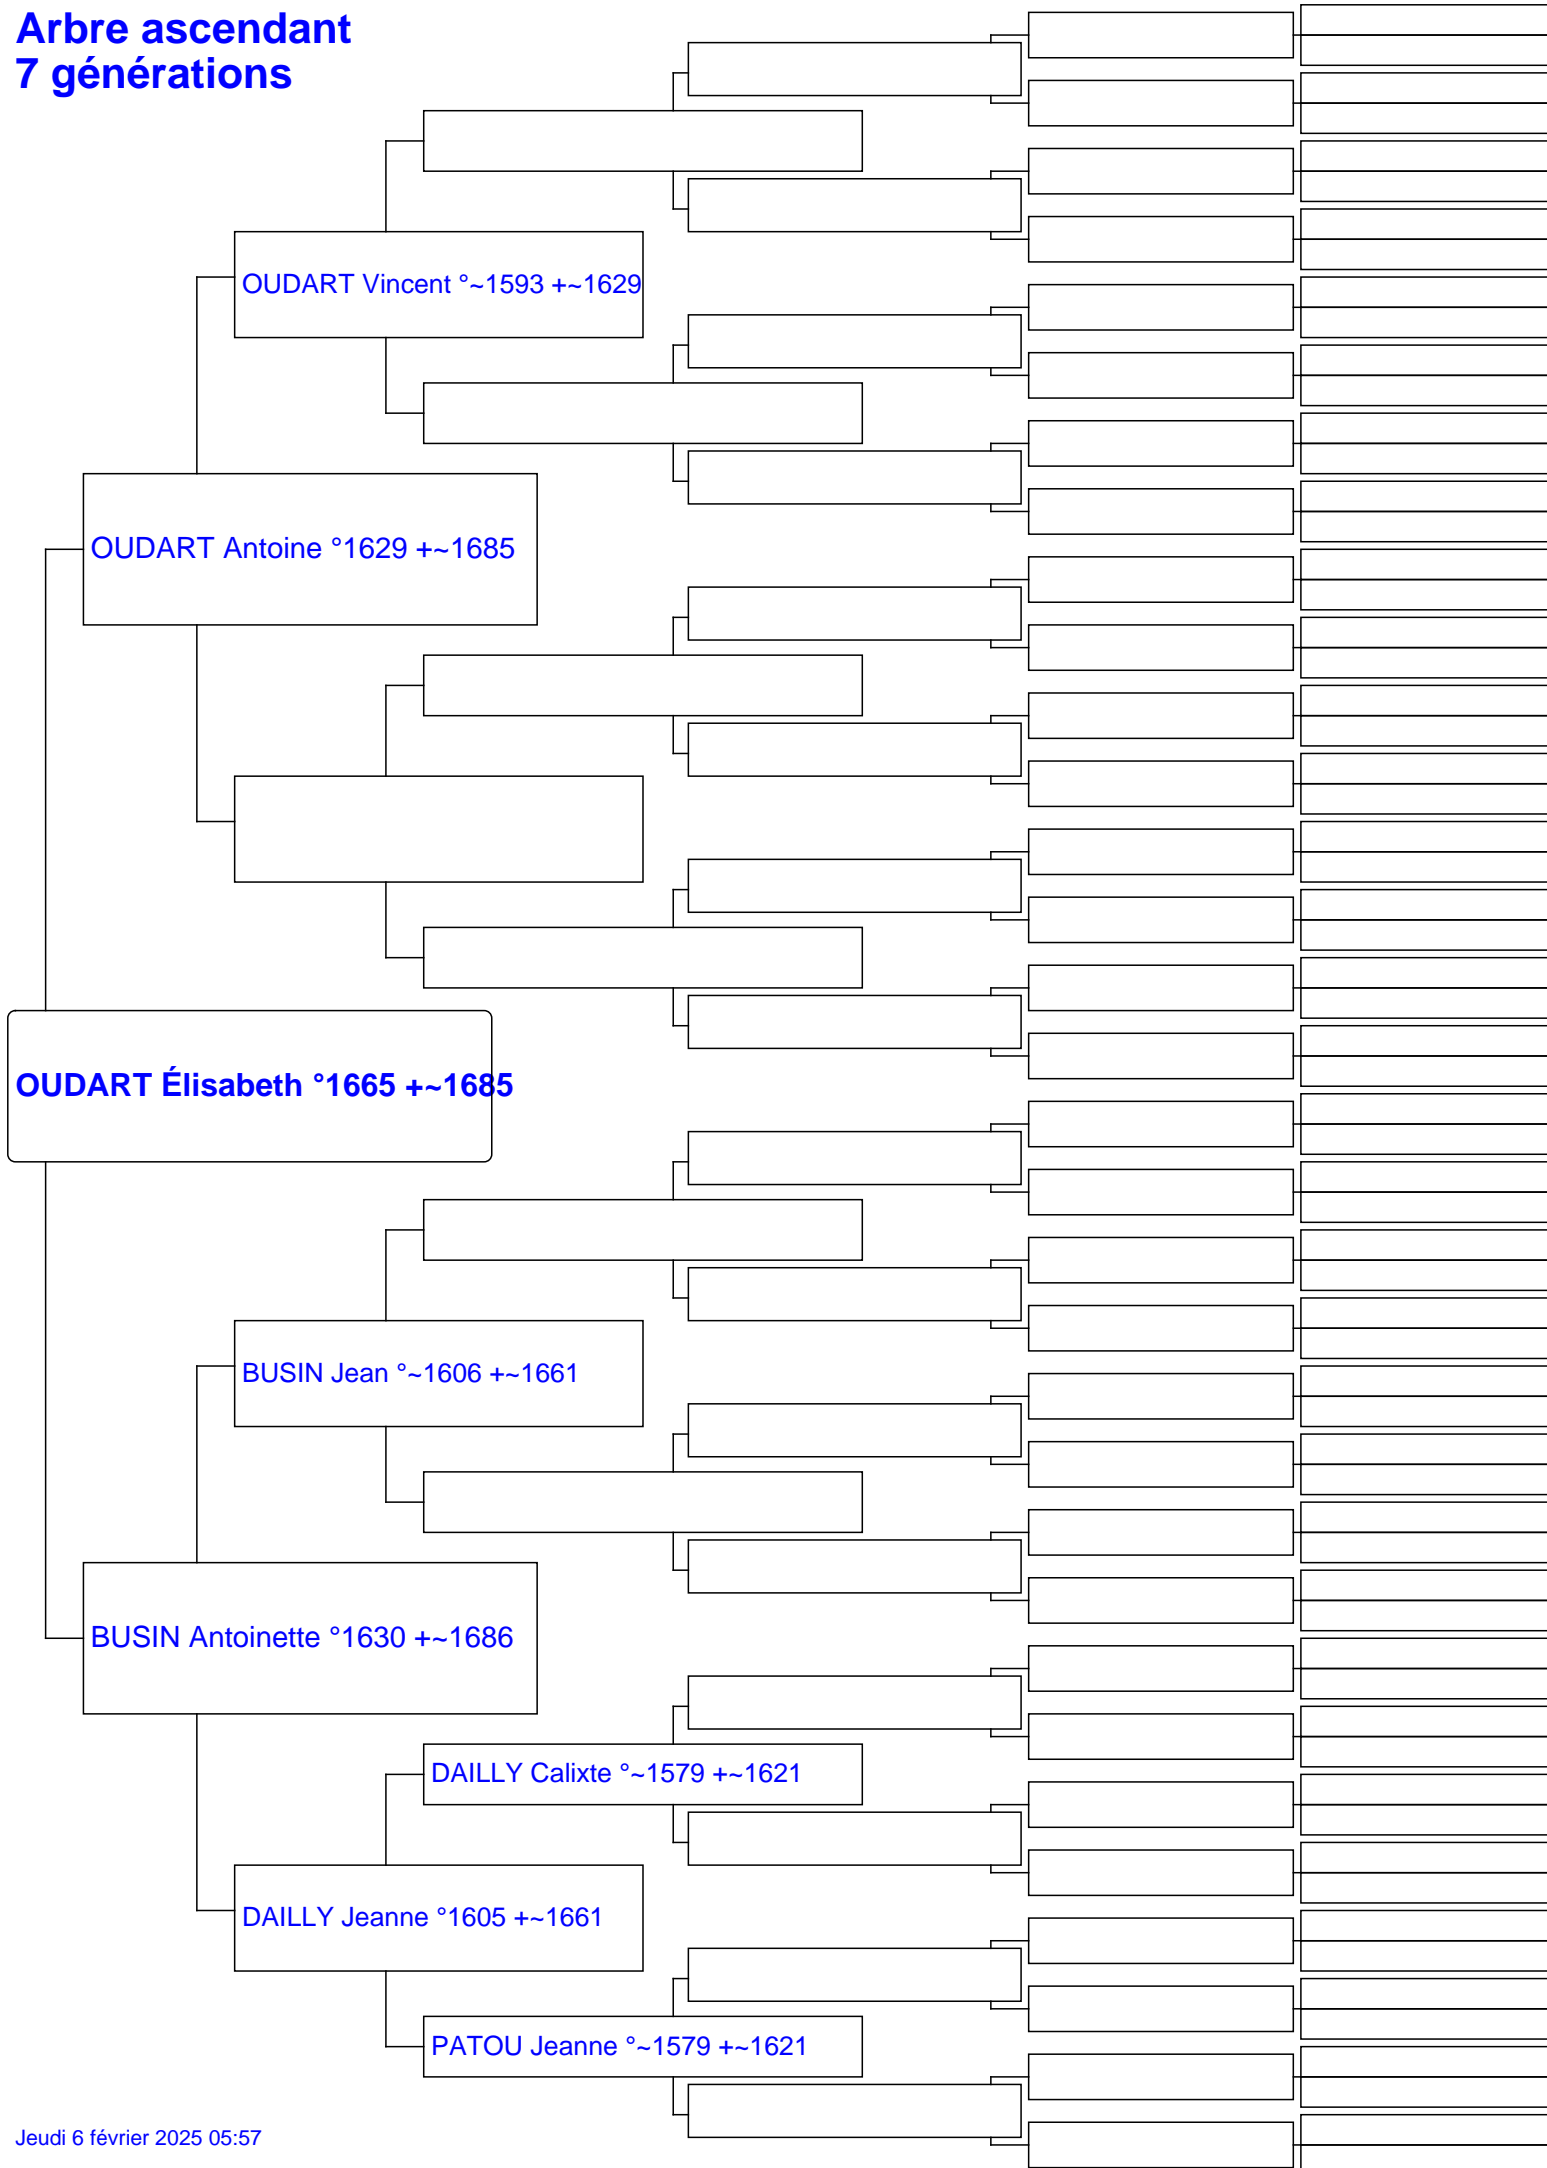 Arbre ascendant
7 générations
OUDART Vincent °~1593 +~1629
OUDART Antoine °1629 +~1685
OUDART Élisabeth °1665 +~1685
BUSIN Jean °~1606 +~1661
BUSIN Antoinette °1630 +~1686
DAILLY Calixte °~1579 +~1621
DAILLY Jeanne °1605 +~1661
PATOU Jeanne °~1579 +~1621
Jeudi 6 février 2025 05:57